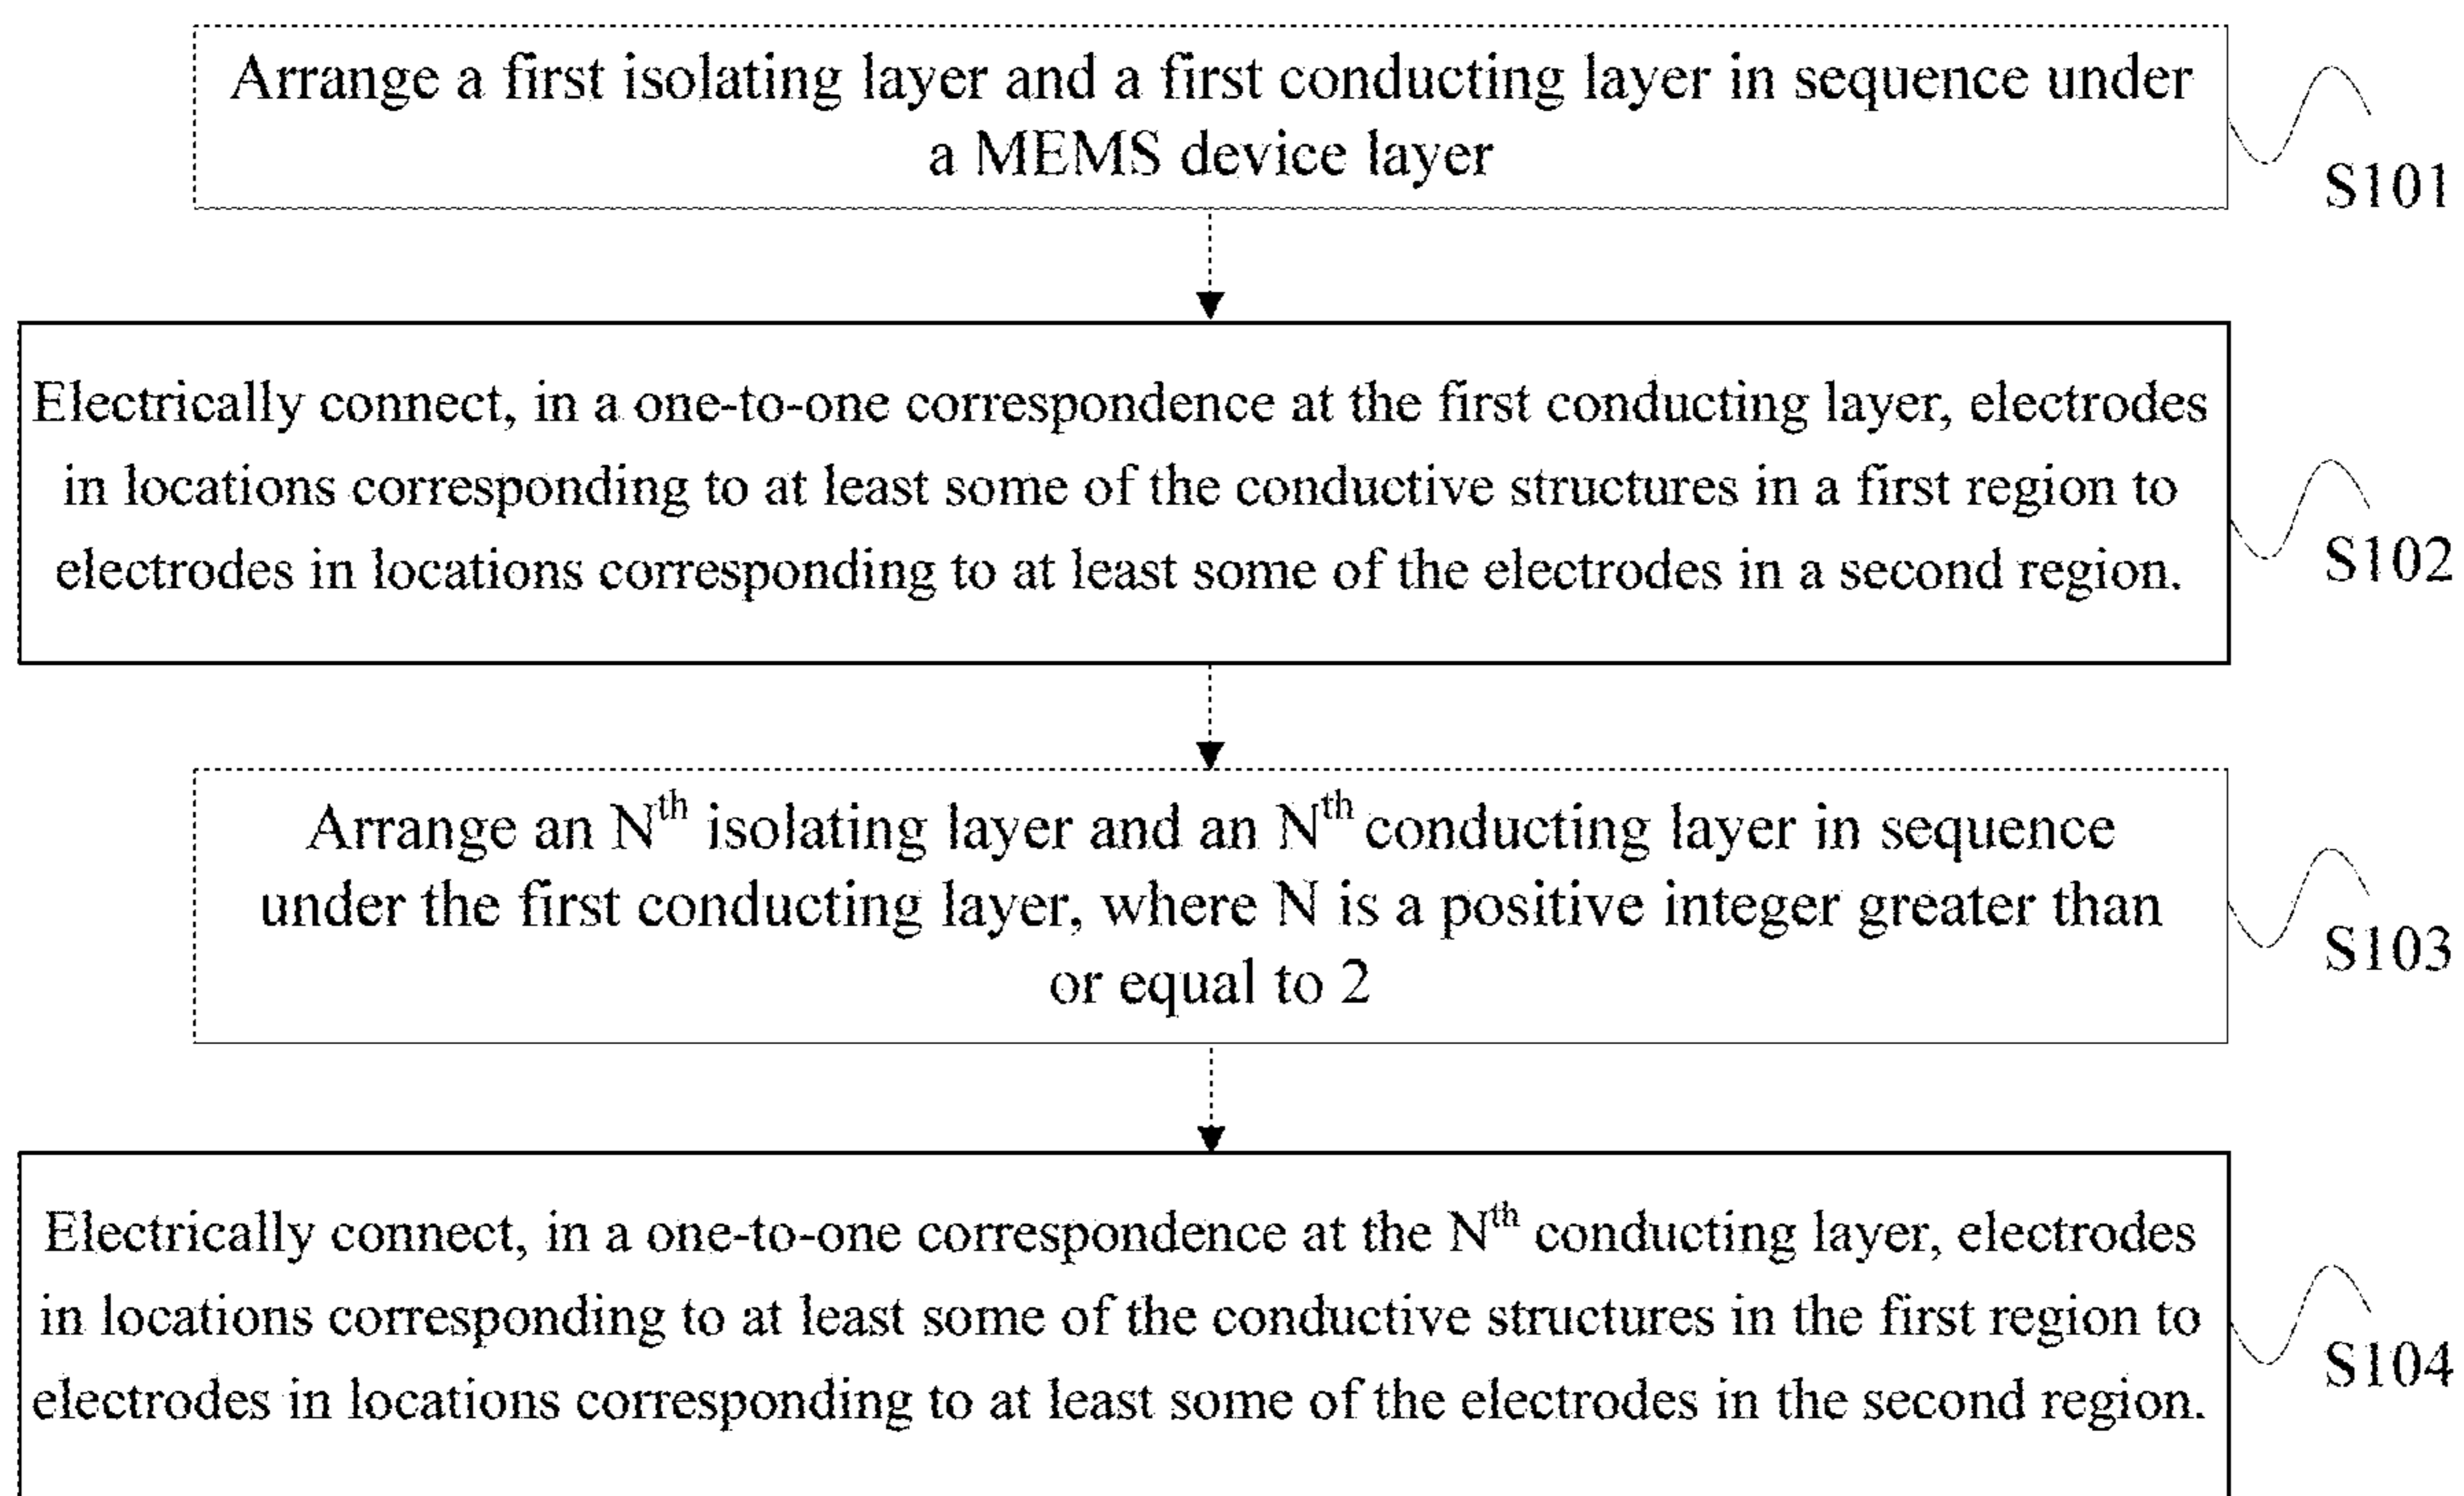 Arrange a first isolating layer and a first conducting layer in sequence under
a MEMS device layer
S101
Electrically connect, in a one-to-one correspondence at the first conducting layer, electrodes
in locations corresponding to at least some of the conductive structures in a first region to
electrodes in locations corresponding to at least some of the electrodes in a second region.
S102
Arrange an Nth isolating layer and an Nth conducting layer in sequence
under the first conducting layer, where N is a positive integer greater than
or equal to 2
S103
Electrically connect, in a one-to-one correspondence at the Nth conducting layer, electrodes
in locations corresponding to at least some of the conductive structures in the first region to
electrodes in locations corresponding to at least some of the electrodes in the second region.
S104